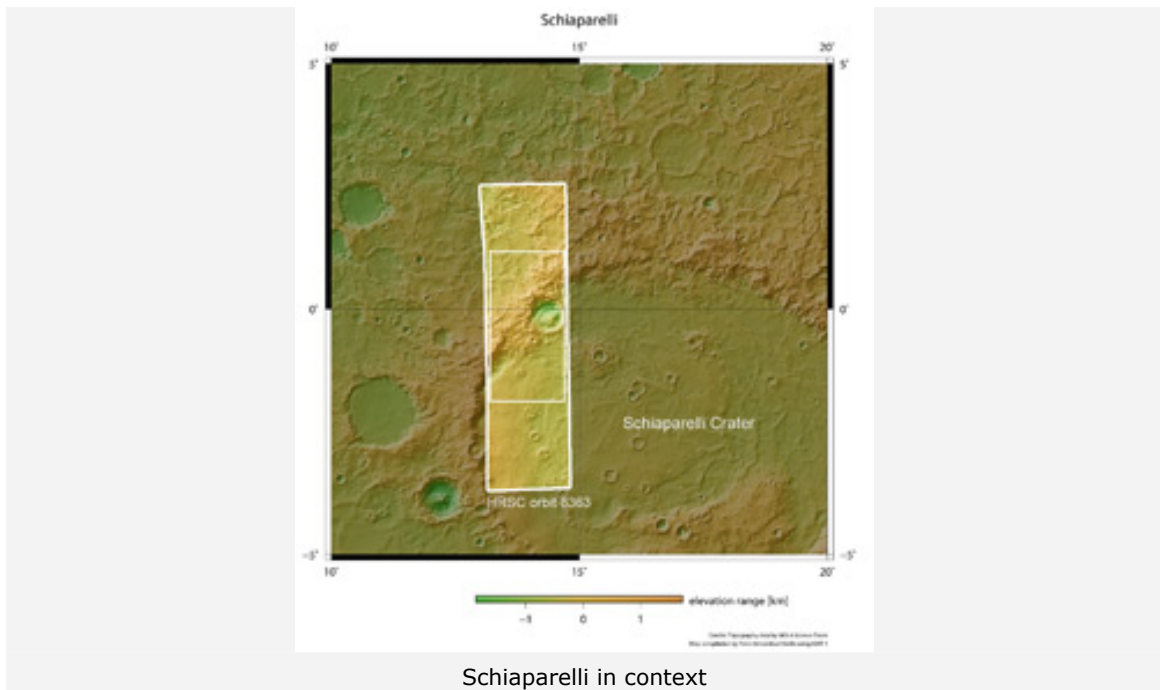 Schiaparelli
10° 15° 20°
5° 5°
0° 0°
Schiaparelli Crater
HRSC orbit 8363
-5° -5°
10° 15° 20°
elevation range [km]
-1 0 1
Schiaparelli in context